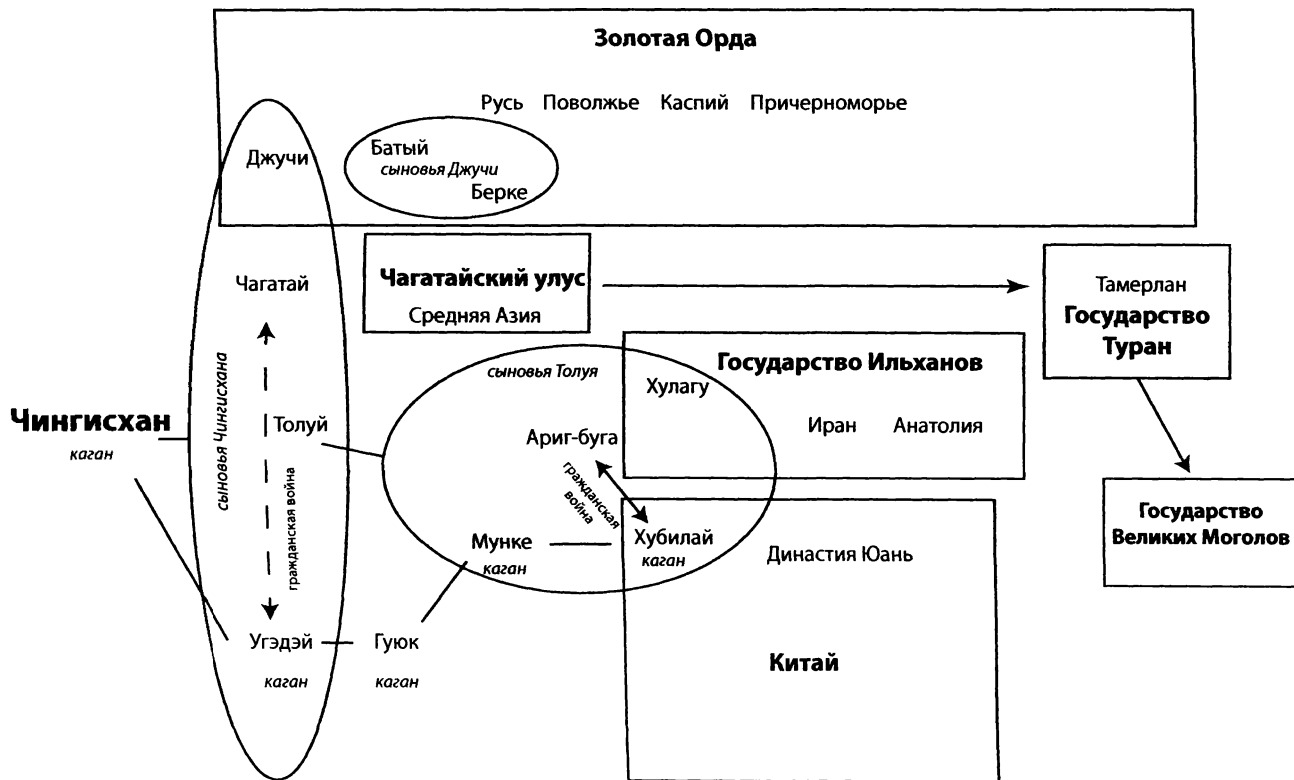 Золотая Орда
Русь Поволжье Каспий Причерноморье
Джучи
Батый
сыновья Джучи
Берке
Чагатай
Чагатайский улус
Средняя Азия
Тамерлан
Государство
Туран
сыновья Толуя
Государство Ильханов
Хулагу
Чингисхан
каган
сыновья Чингисхана
Толуй
Ариг-буга
Иран Анатолия
гражданская война
гражданская
война
Мунке
каган
Хубилай
каган
Династия Юань
Государство
Великих Моголов
Угэдэй
каган
Гуюк
каган
Китай